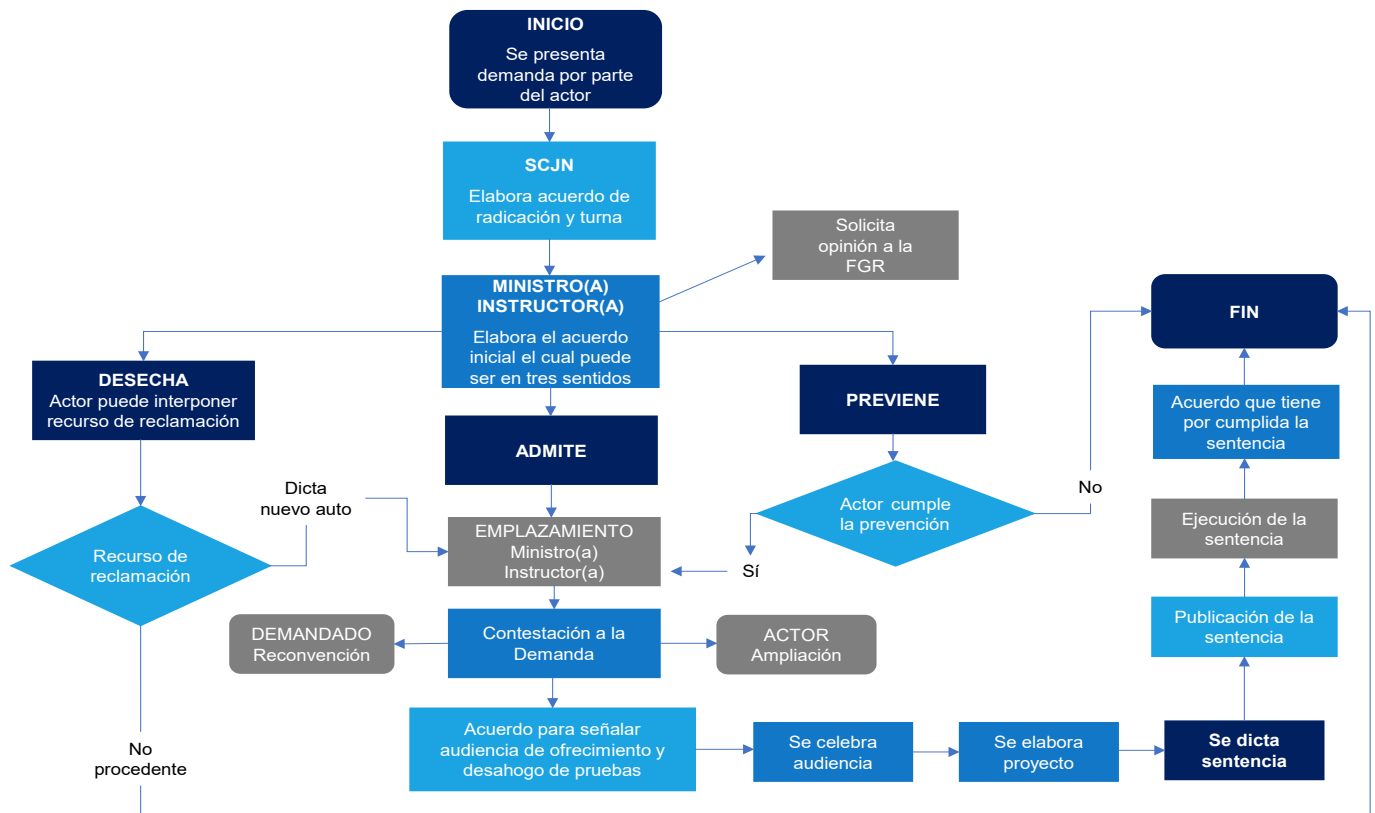 INICIO
Se presenta
demanda por parte
del actor
SCJN
Elabora acuerdo de
radicación y turna
Solicita
opinión a la
FGR
MINISTRO(A)
INSTRUCTOR(A)
Elabora el acuerdo
inicial el cual puede
ser en tres sentidos
FIN
DESECHA
Actor puede interponer
recurso de reclamación
PREVIENE
Acuerdo que tiene
por cumplida la
sentencia
ADMITE
Dicta
nuevo auto
No
Actor cumple
la prevención
EMPLAZAMIENTO
Ministro(a)
Instructor(a)
Ejecución de la
sentencia
Recurso de
reclamación
Sí
DEMANDADO
Reconvención
Contestación a la
Demanda
ACTOR
Ampliación
Publicación de la
sentencia
No
procedente
Acuerdo para señalar
audiencia de ofrecimiento y
desahogo de pruebas
Se celebra
audiencia
Se elabora
proyecto
Se dicta
sentencia